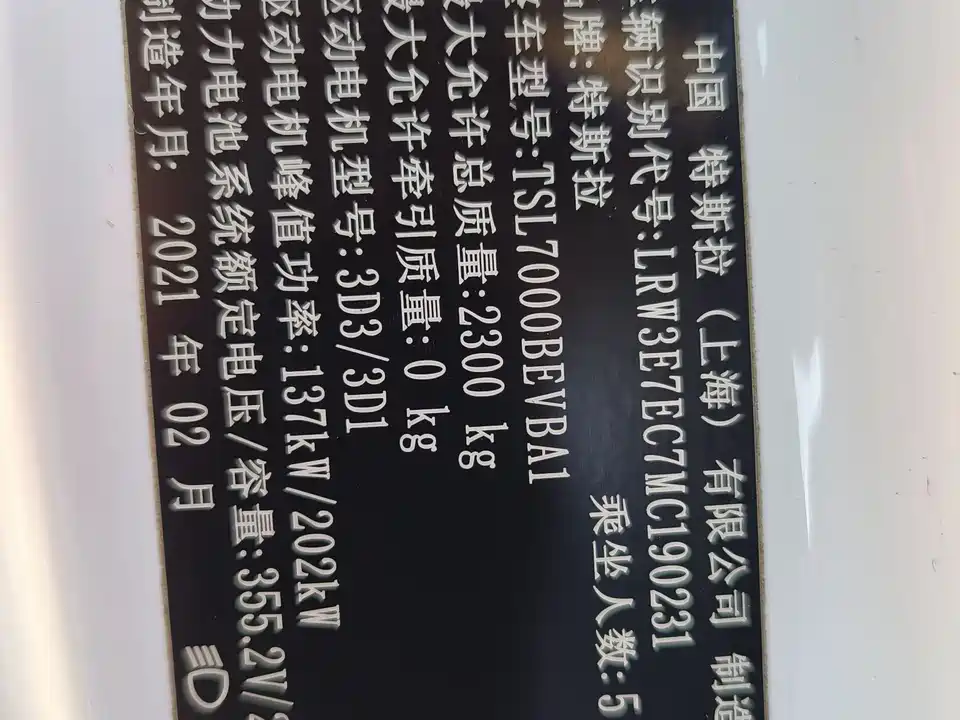 中国 特斯拉（上海）有限公司 制造
车辆识别代号:LRW3E7EC7MC190231
品牌:特斯拉 乘坐人数:5
整车型号:TSL7000BEVBA1
最大允许总质量:2300 kg
最大允许牵引质量: 0 kg
驱动电机型号:3D3/3D1
驱动电机峰值功率:137kW/202kW
动力电池系统额定电压/容量:355.2V/
制造年月: 2021 年 02 月